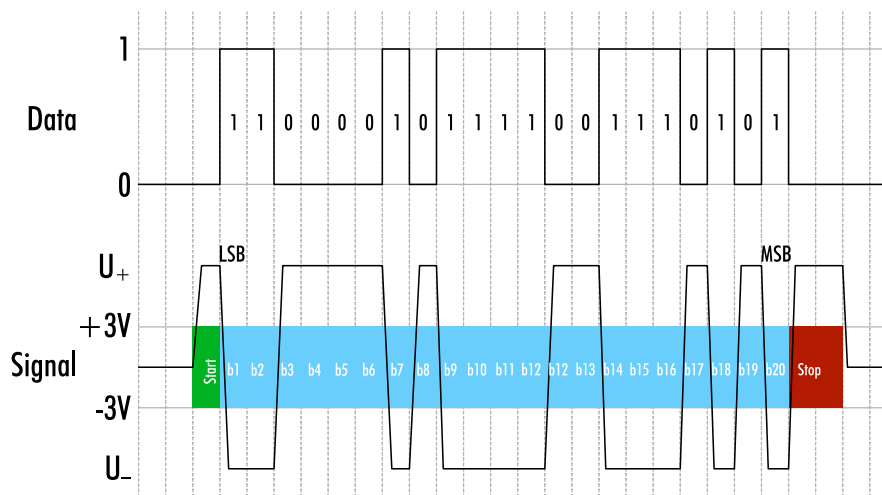 1
Data
1 1 0 0 0 0 1 0 1 1 1 1 0 0 1 1 1 0 1 0 1
0
LSB MSB
U+
+3V
Signal
Start b1 b2 b3 b4 b5 b6 b7 b8 b9 b10 b11 b12 b12 b13 b14 b15 b16 b17 b18 b19 b20 Stop
-3V
U-